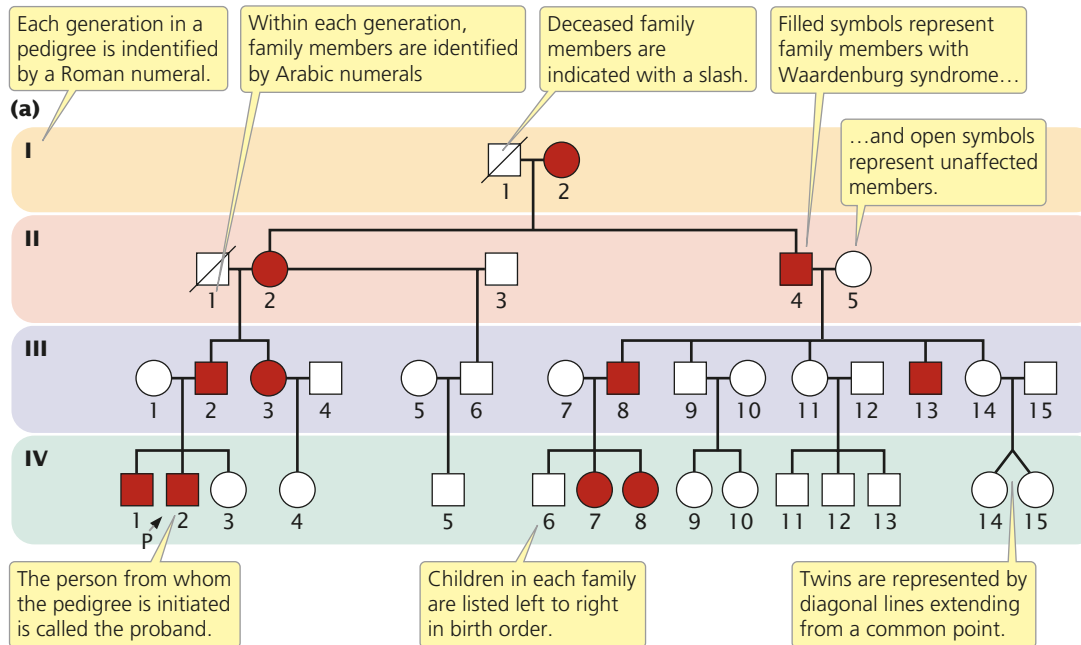 Each generation in a
pedigree is indentified
by a Roman numeral.
Within each generation,
family members are identified
by Arabic numerals
Deceased family
members are
indicated with a slash.
Filled symbols represent
family members with
Waardenburg syndrome…
(a)
…and open symbols
represent unaffected
members.
I
1 2
II
1 2 3 4 5
III
1 2 3 4 5 6 7 8 9 10 11 12 13 14 15
IV
1 2 3 4 5 6 7 8 9 10 11 12 13 14 15
P
The person from whom
the pedigree is initiated
is called the proband.
Children in each family
are listed left to right
in birth order.
Twins are represented by
diagonal lines extending
from a common point.